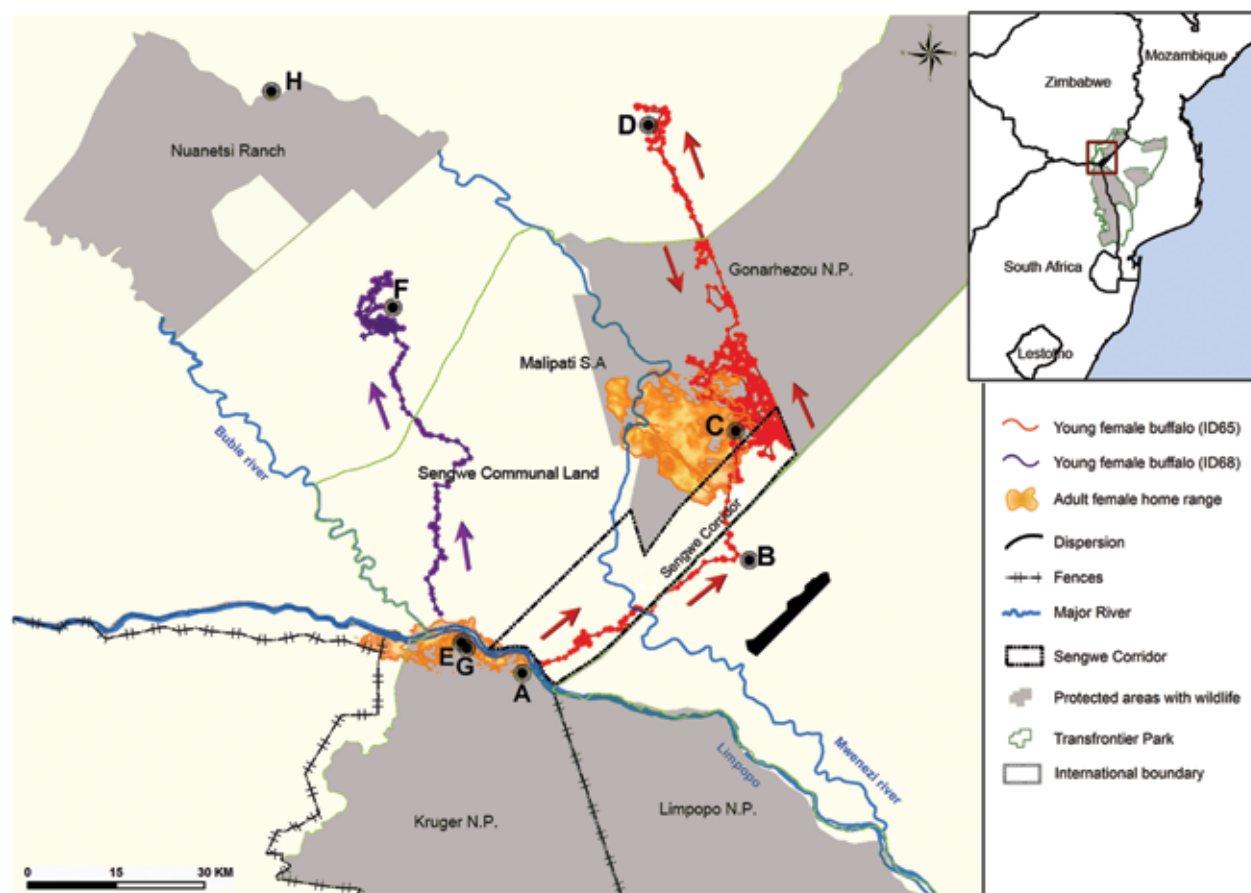 H
Nuanetsi Ranch
D
Gonarhezou N.P.
F
Malipati S.A
C
Bubie river
Sengwe Communal Land
Sengwe Corridor
B
E
G
A
Limpopo
Mwenezi river
Kruger N.P.
Limpopo N.P.
0 15 30 KM
Mozambique
Zimbabwe
South Africa
Lestotho
Young female buffalo (ID65)
Young female buffalo (ID68)
Adult female home range
Dispersion
Fences
Major River
Sengwe Corridor
Protected areas with wildlife
Transfrontier Park
International boundary